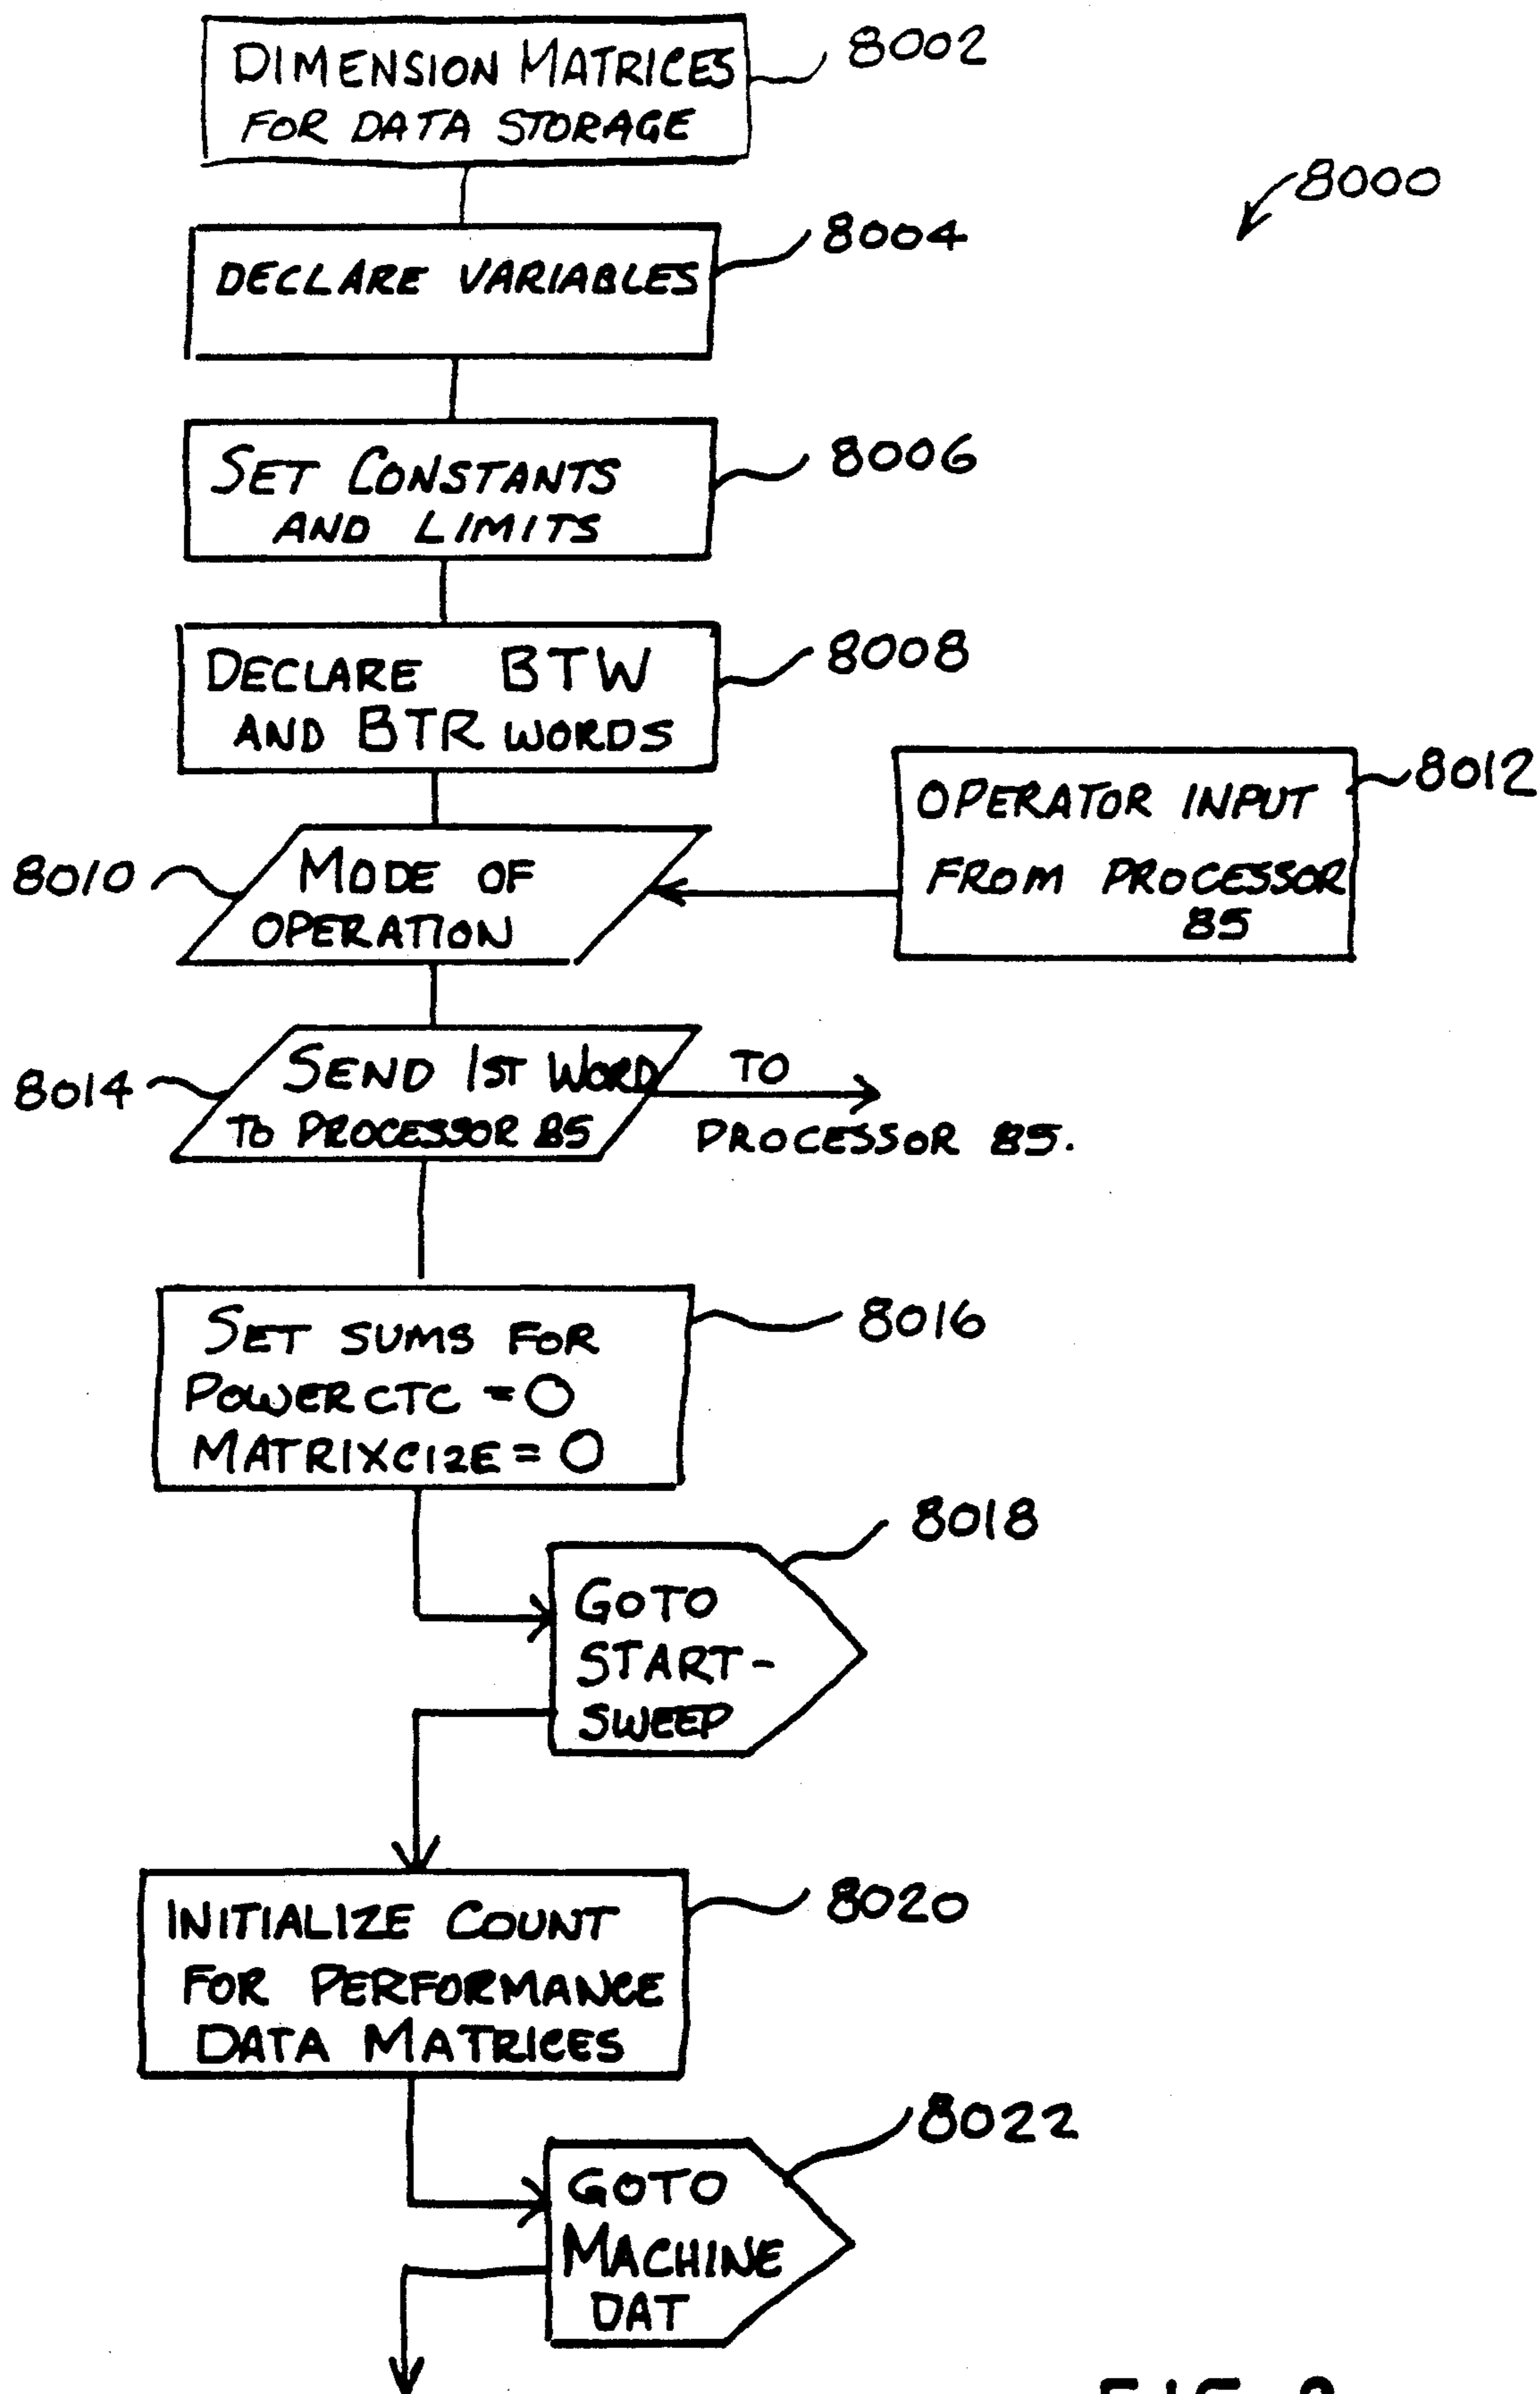 DIMENSION MATRICES
FOR DATA STORAGE
8002
8000
DECLARE VARIABLES
8004
SET CONSTANTS
AND LIMITS
8006
DECLARE BTW
AND BTR WORDS
8008
OPERATOR INPUT
FROM PROCESSOR
85
8012
8010
MODE OF
OPERATION
8014
SEND 1ST WORD
TO PROCESSOR 85
TO
PROCESSOR 85.
SET SUMS FOR
POWERCTC = 0
MATRIXC12E = 0
8016
GOTO
START-
SWEEP
8018
INITIALIZE COUNT
FOR PERFORMANCE
DATA MATRICES
8020
GOTO
MACHINE
DAT
8022